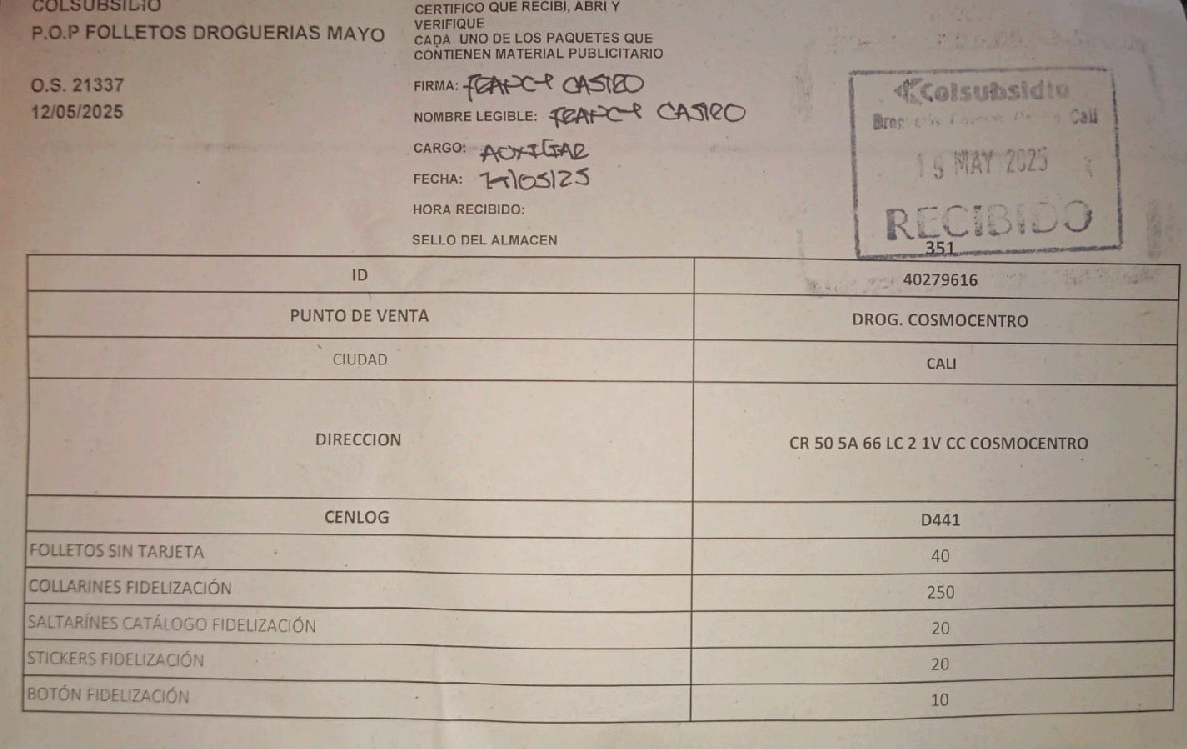 COLSUBSIDIO
P.O.P FOLLETOS DROGUERIAS MAYO
O.S. 21337
12/05/2025
CERTIFICO QUE RECIBI, ABRI Y
VERIFIQUE
CADA UNO DE LOS PAQUETES QUE
CONTIENEN MATERIAL PUBLICITARIO
FIRMA: CASTRO
NOMBRE LEGIBLE: CASTRO
CARGO:
FECHA:
HORA RECIBIDO:
SELLO DEL ALMACEN
Colsubsidio
Cali
19 MAY 2025
RECIBIDO
351
ID 40279616
PUNTO DE VENTA DROG. COSMOCENTRO
CIUDAD CALI
DIRECCION CR 50 5A 66 LC 2 1V CC COSMOCENTRO
CENLOG D441
FOLLETOS SIN TARJETA 40
COLLARINES FIDELIZACIÓN 250
SALTARÍNES CATÁLOGO FIDELIZACIÓN 20
STICKERS FIDELIZACIÓN 20
BOTÓN FIDELIZACIÓN 10